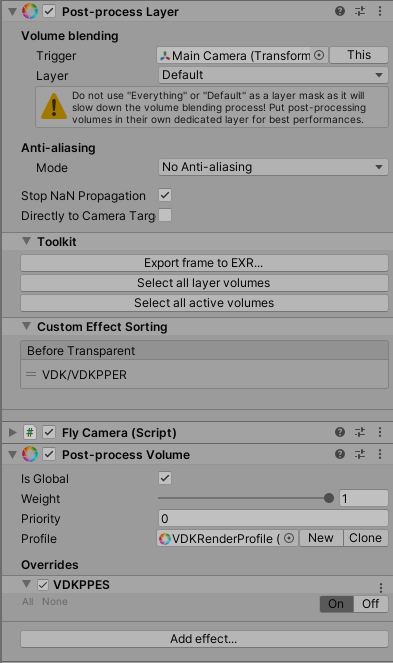 Post-process Layer
Volume blending
Trigger Main Camera (Transform This
Layer Default
Do not use "Everything" or "Default" as a layer mask as it will
slow down the volume blending process! Put post-processing
volumes in their own dedicated layer for best performances.
Anti-aliasing
Mode No Anti-aliasing
Stop NaN Propagation
Directly to Camera Targ
Toolkit
Export frame to EXR...
Select all layer volumes
Select all active volumes
Custom Effect Sorting
Before Transparent
VDK/VDKPPER
# Fly Camera (Script)
Post-process Volume
Is Global
Weight 1
Priority 0
Profile VDKRenderProfile ( New Clone
Overrides
VDKPPES
All None On Off
Add effect...